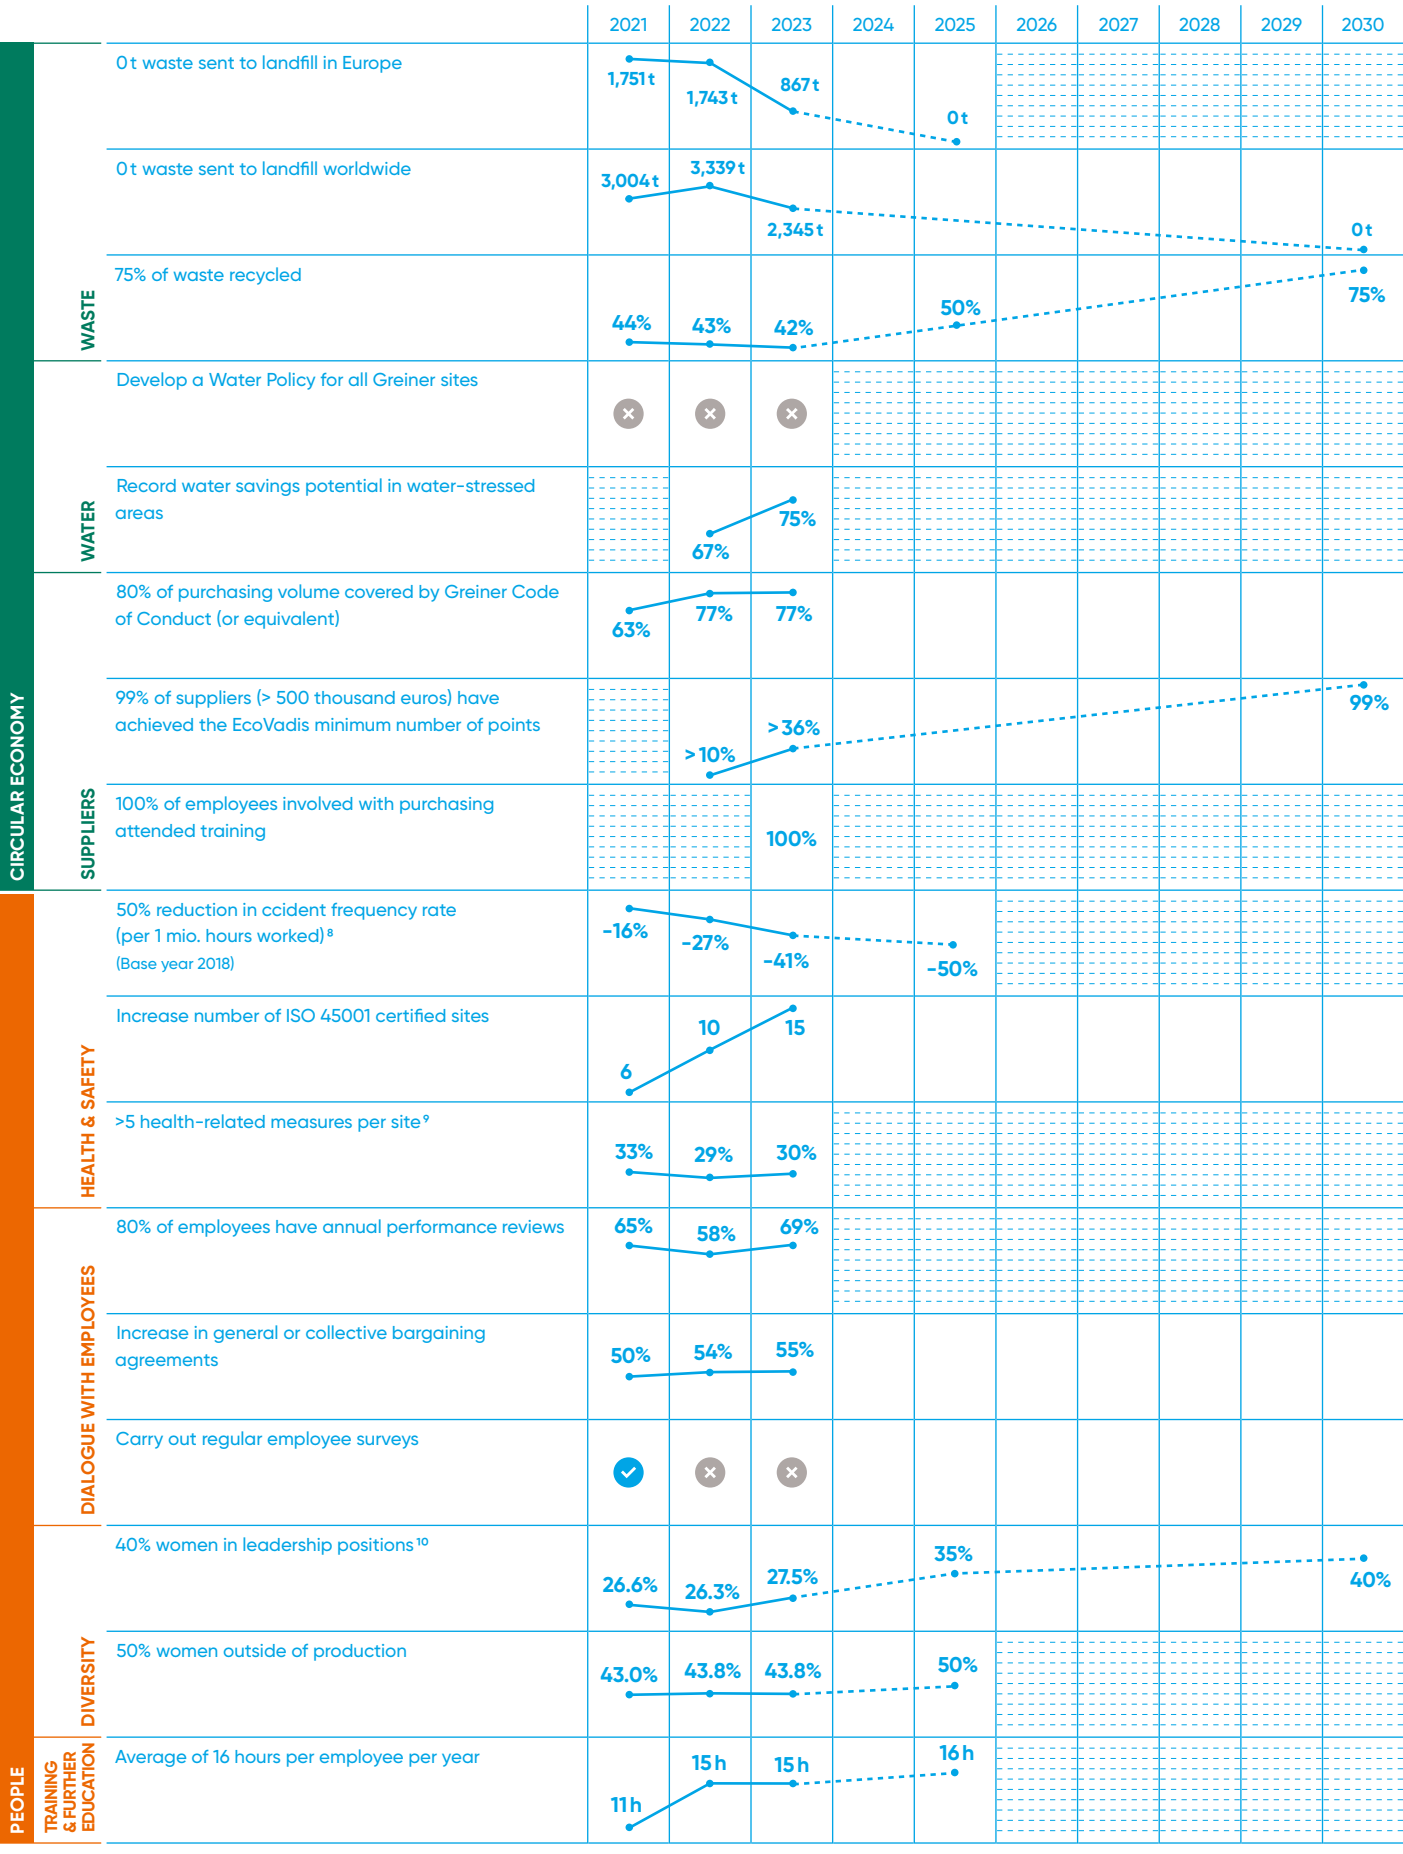 2021 2022 2023 2024 2025 2026 2027 2028 2029 2030
CIRCULAR ECONOMY
WASTE
0 t waste sent to landfill in Europe
1,751 t 1,743 t 867 t 0 t
0 t waste sent to landfill worldwide
3,004 t 3,339 t 2,345 t 0 t
75% of waste recycled
44% 43% 42% 50% 75%
WATER
Develop a Water Policy for all Greiner sites
Record water savings potential in water-stressed
areas
67% 75%
SUPPLIERS
80% of purchasing volume covered by Greiner Code
of Conduct (or equivalent)
63% 77% 77%
99% of suppliers (> 500 thousand euros) have
achieved the EcoVadis minimum number of points
> 10% > 36% 99%
100% of employees involved with purchasing
attended training
100%
PEOPLE
HEALTH & SAFETY
50% reduction in ccident frequency rate
(per 1 mio. hours worked) 8
(Base year 2018)
-16% -27% -41% -50%
Increase number of ISO 45001 certified sites
6 10 15
>5 health-related measures per site 9
33% 29% 30%
DIALOGUE WITH EMPLOYEES
80% of employees have annual performance reviews
65% 58% 69%
Increase in general or collective bargaining
agreements
50% 54% 55%
Carry out regular employee surveys
DIVERSITY
40% women in leadership positions 10
26.6% 26.3% 27.5% 35% 40%
50% women outside of production
43.0% 43.8% 43.8% 50%
TRAINING
& FURTHER
EDUCATION
Average of 16 hours per employee per year
11 h 15 h 15 h 16 h